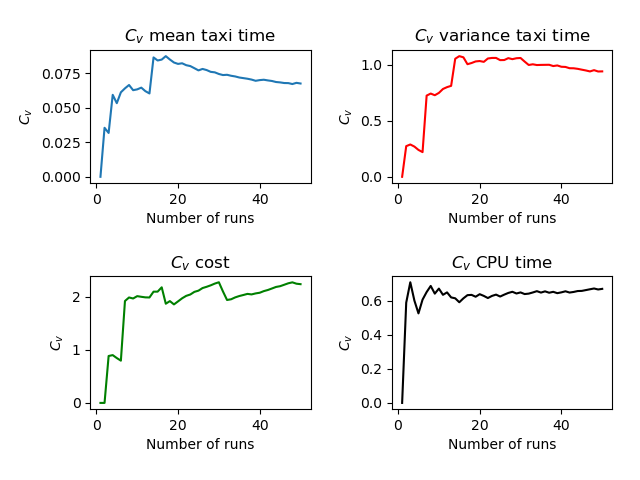 C_v mean taxi time
C_v variance taxi time
C_v
0.075
0.050
0.025
0.000
0
20
40
Number of runs
C_v
1.0
0.5
0.0
0
20
40
Number of runs
C_v cost
C_v CPU time
C_v
2
1
0
0
20
40
Number of runs
C_v
0.6
0.4
0.2
0.0
0
20
40
Number of runs